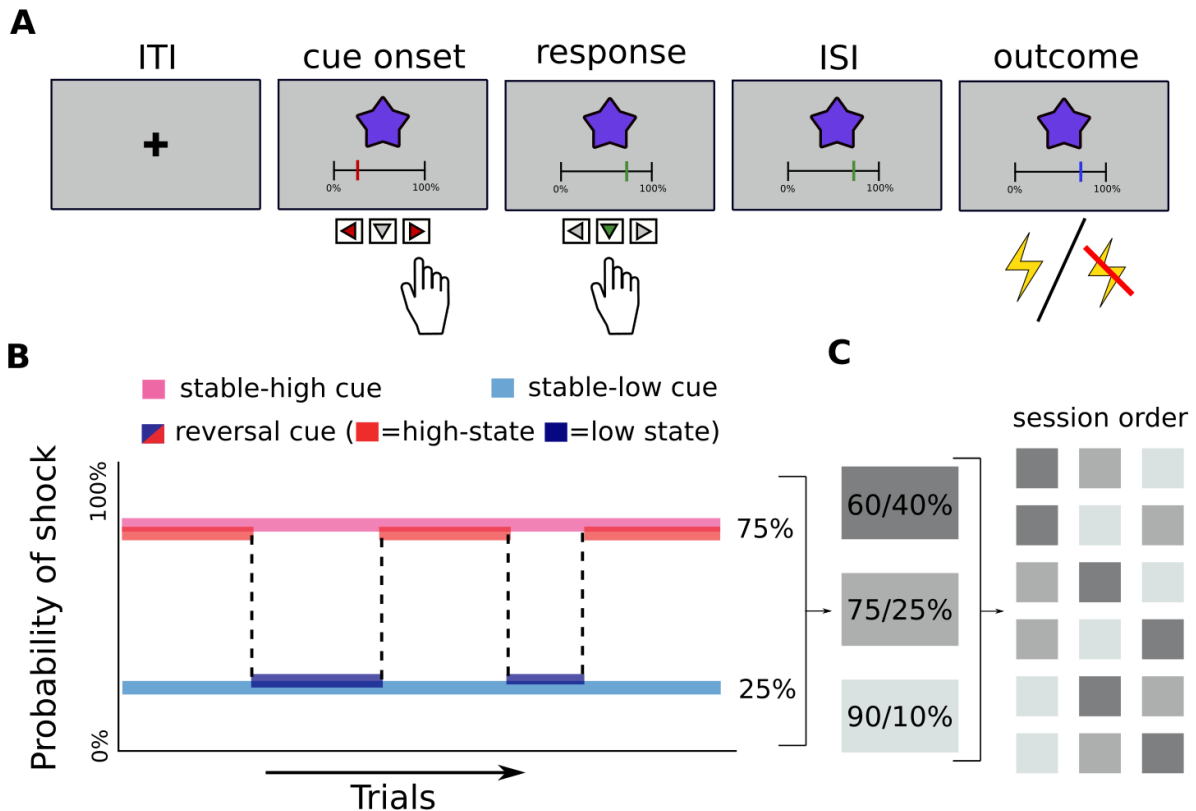 A
ITI
cue onset
response
ISI
outcome
0% 100%
0% 100%
0% 100%
0% 100%
B
stable-high cue
stable-low cue
reversal cue (=high-state =low state)
Probability of shock
100%
0%
75%
25%
Trials
C
60/40%
75/25%
90/10%
session order